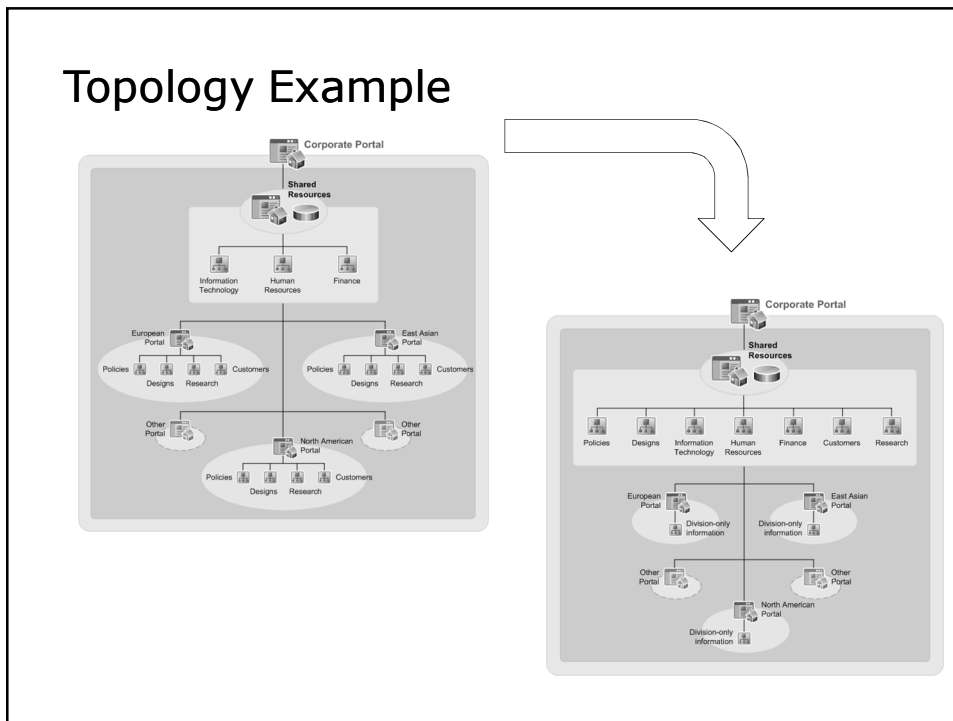 Topology Example
Corporate Portal
Shared
Resources
Information
Technology
Human
Resources
Finance
European
Portal
Policies
Designs
Research
Customers
East Asian
Portal
Policies
Designs
Research
Customers
Other
Portal
Other
Portal
North American
Portal
Policies
Designs
Research
Customers
Corporate Portal
Shared
Resources
Policies
Designs
Information
Technology
Human
Resources
Finance
Customers
Research
European
Portal
Division-only
information
East Asian
Portal
Division-only
information
Other
Portal
Other
Portal
North American
Portal
Division-only
information